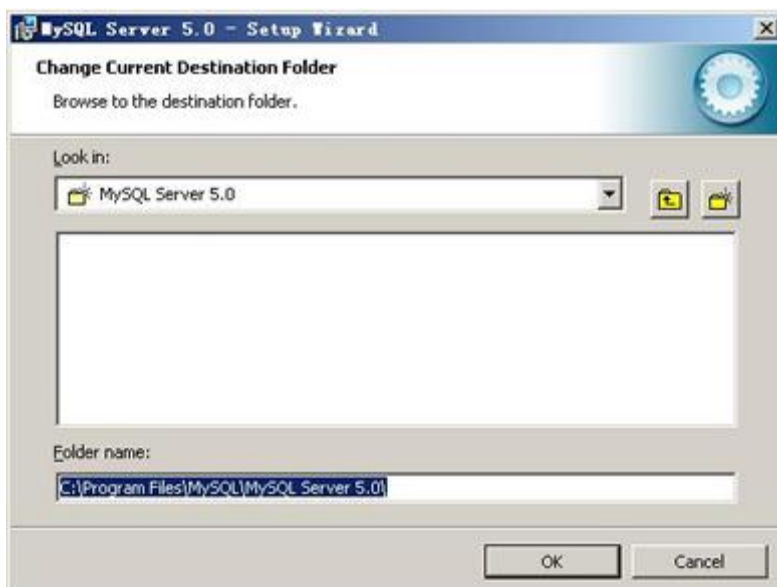 MySQL Server 5.0 - Setup Wizard
Change Current Destination Folder
Browse to the destination folder.
Look in:
MySQL Server 5.0
Folder name:
C:\Program Files\MySQL\MySQL Server 5.0\
OK
Cancel